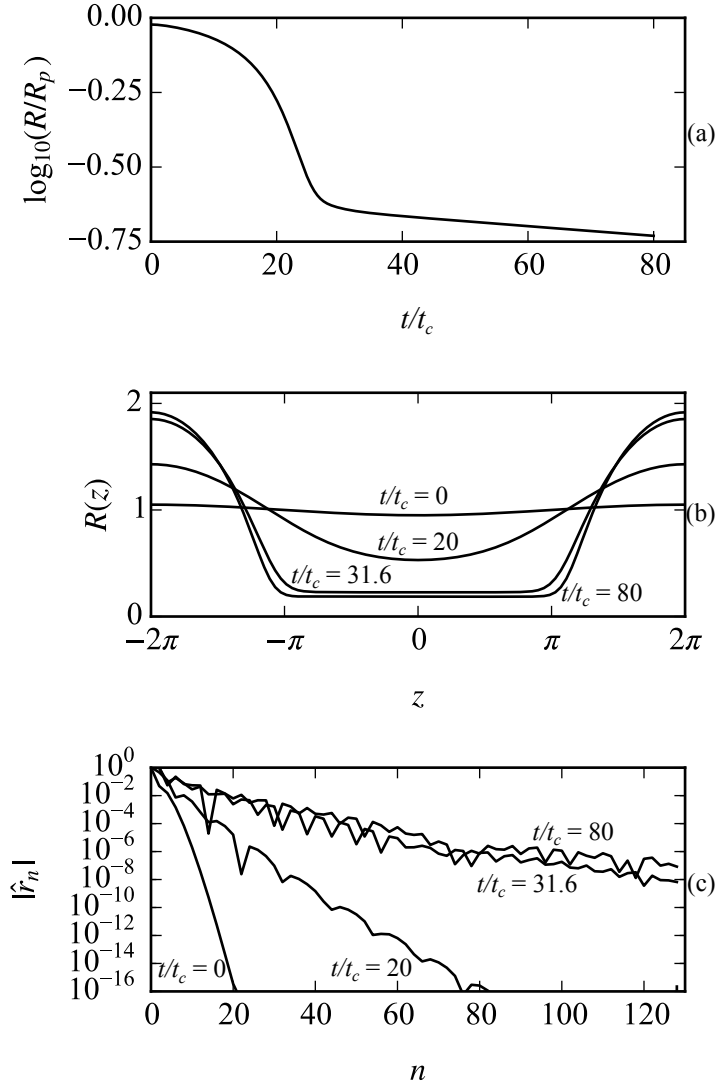 0.00
−0.25
−0.50
−0.75
log10(R/Rp)
0 20 40 60 80
t/tc
(a)
2
1
0
R(z)
t/tc = 0
t/tc = 20
t/tc = 31.6
t/tc = 80
(b)
−2π −π 0 π 2π
z
10^0
10^−2
10^−4
10^−6
10^−8
10^−10
10^−12
10^−14
10^−16
|r̂n|
t/tc = 80
t/tc = 31.6
(c)
t/tc = 0
t/tc = 20
0 20 40 60 80 100 120
n